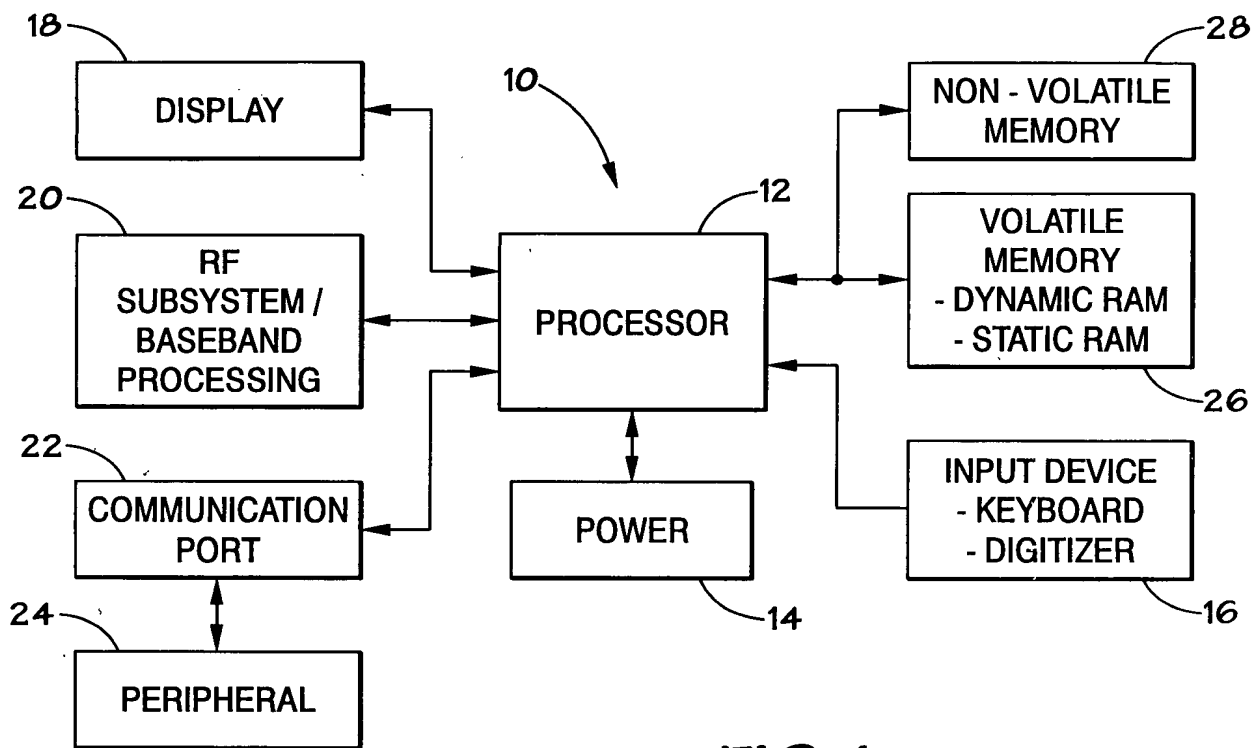 18
DISPLAY
20
RF
SUBSYSTEM /
BASEBAND
PROCESSING
22
COMMUNICATION
PORT
24
PERIPHERAL
10
12
PROCESSOR
POWER
14
28
NON - VOLATILE
MEMORY
VOLATILE
MEMORY
- DYNAMIC RAM
- STATIC RAM
26
INPUT DEVICE
- KEYBOARD
- DIGITIZER
16